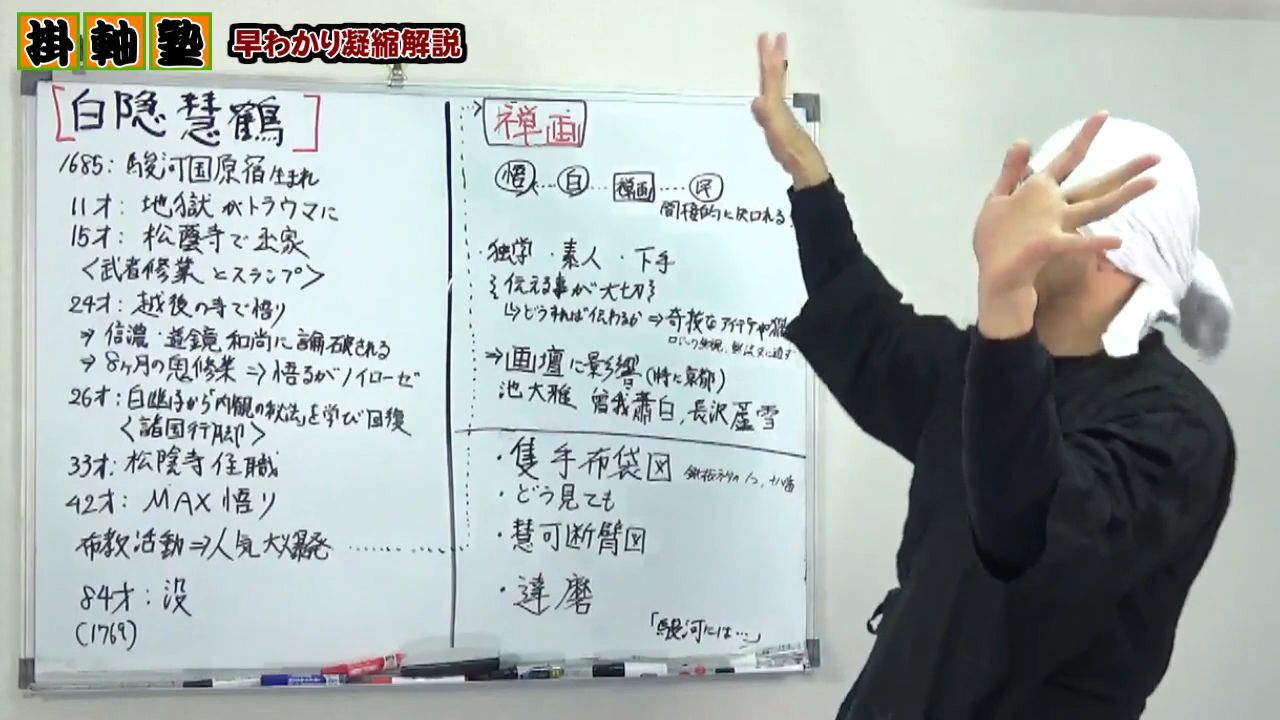 掛軸塾
早わかり凝縮解説
[白隠慧鶴]
1685:駿河国原宿生まれ
11才:地獄がトラウマに
15才:松蔭寺で出家
<武者修業とスランプ>
24才:越後の寺で悟り
⇒信濃・道鏡和尚に論破される
⇒8ヶ月の鬼修業⇒悟るがノイローゼ
26才:白幽子から「内観の秘法」を学び回復
<諸国行脚>
33才:松陰寺住職
42才:MAX悟り
布教活動⇒人気大爆発
84才:没
(1769)
禅画
悟 白 禅画 民
間接的に
独学・素人・下手
伝える事が大切
どうすれば伝わるか⇒奇抜なアイデアや
⇒画壇に影響(特に京都)
池大雅 曾我蕭白,長沢蘆雪
・隻手布袋図
・どう見ても
・慧可断臂図
・達磨
「駿河には…」